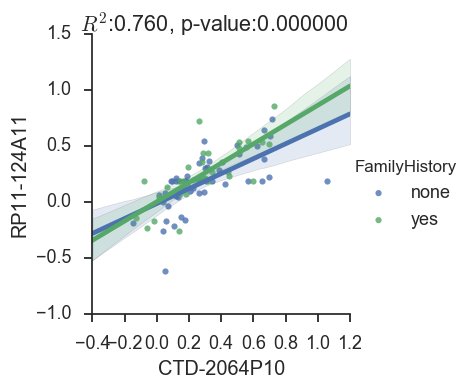 R²:0.760, p-value:0.000000
1.5
1.0
0.5
0.0
−0.5
−1.0
RP11-124A11
−0.4 −0.2 0.0 0.2 0.4 0.6 0.8 1.0 1.2
CTD-2064P10
FamilyHistory
none
yes